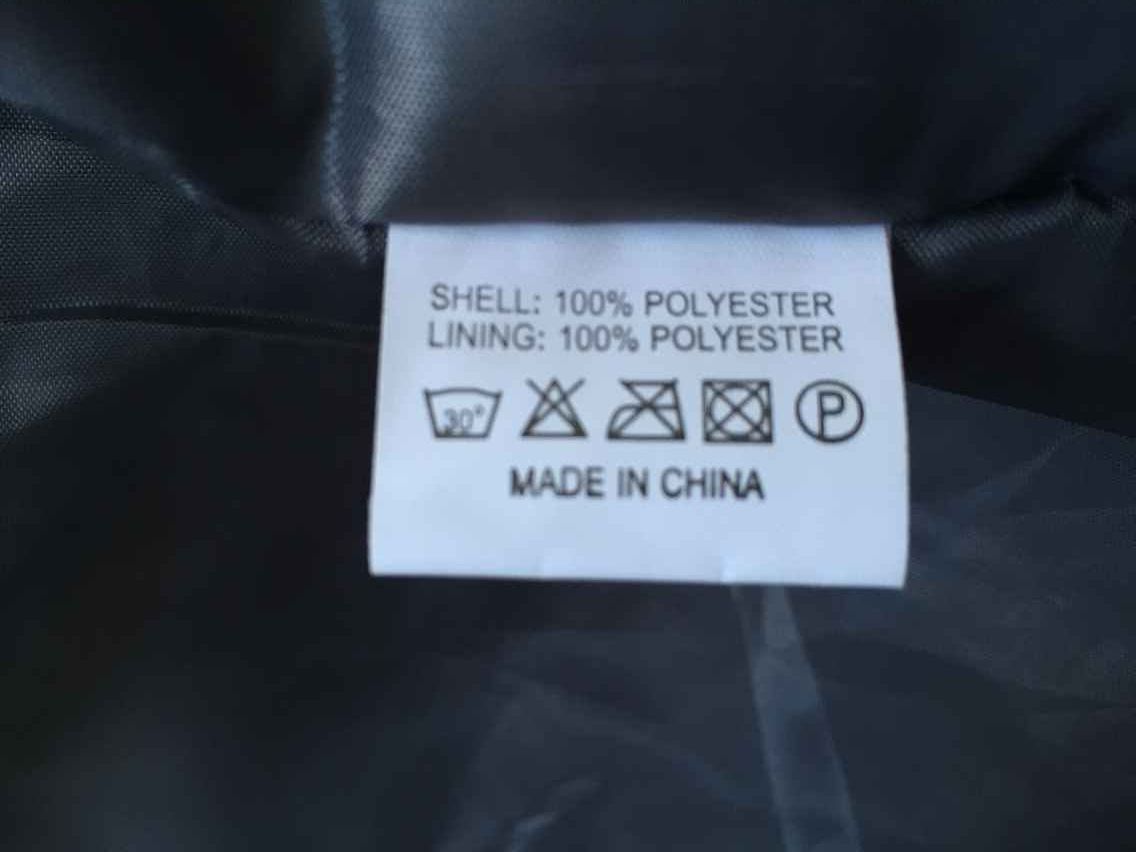 SHELL: 100% POLYESTER
LINING: 100% POLYESTER
30° P
MADE IN CHINA